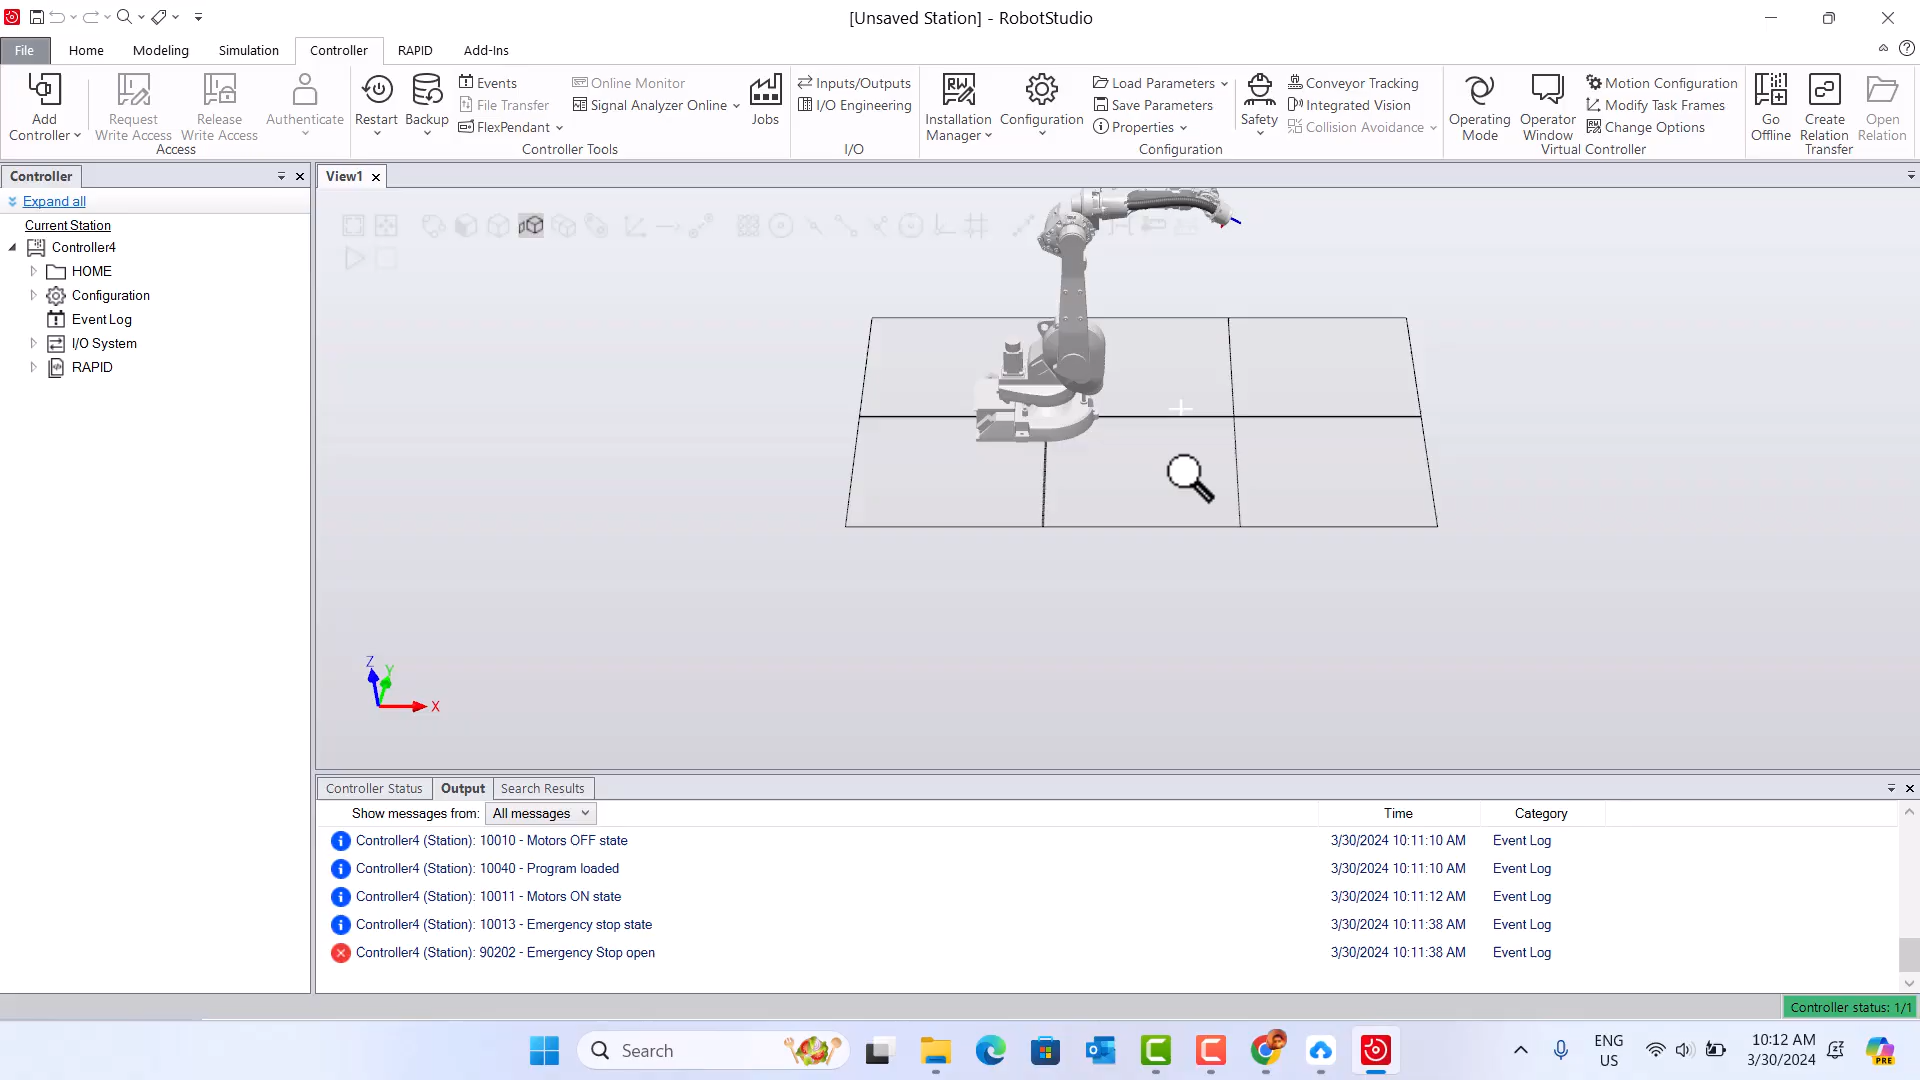 [Unsaved Station] - RobotStudio
File
Home
Modeling
Simulation
Controller
RAPID
Add-Ins
Add
Controller
Request
Write Access
Release
Write Access
Authenticate
Access
Restart
Backup
Events
File Transfer
FlexPendant
Online Monitor
Signal Analyzer Online
Jobs
Controller Tools
Inputs/Outputs
I/O Engineering
I/O
Installation
Manager
Configuration
Load Parameters
Save Parameters
Properties
Safety
Conveyor Tracking
Integrated Vision
Collision Avoidance
Configuration
Operating
Mode
Operator
Window
Motion Configuration
Modify Task Frames
Change Options
Virtual Controller
Go
Offline
Create
Relation
Open
Relation
Transfer
Controller
Expand all
Current Station
Controller4
HOME
Configuration
Event Log
I/O System
RAPID
View1
Z
Y
X
Controller Status
Output
Search Results
Show messages from: All messages
Time
Category
Controller4 (Station): 10010 - Motors OFF state 3/30/2024 10:11:10 AM Event Log
Controller4 (Station): 10040 - Program loaded 3/30/2024 10:11:10 AM Event Log
Controller4 (Station): 10011 - Motors ON state 3/30/2024 10:11:12 AM Event Log
Controller4 (Station): 10013 - Emergency stop state 3/30/2024 10:11:38 AM Event Log
Controller4 (Station): 90202 - Emergency Stop open 3/30/2024 10:11:38 AM Event Log
Controller status: 1/1
Search
ENG
US
10:12 AM
3/30/2024
PRE